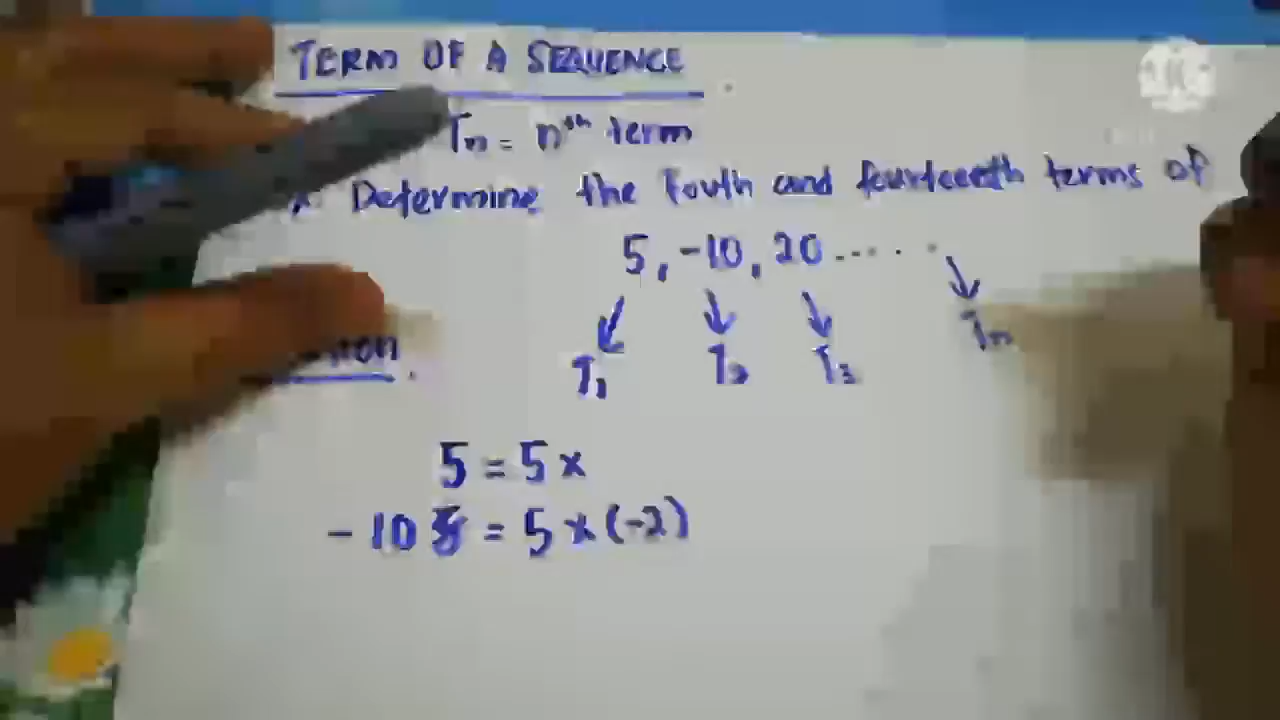 TERM OF A SEQUENCE
Tn = nth term
Determine the Fouth and fourteenth terms of
5, -10, 20 ......
T1 T2 T3 Tn
5 = 5 x
- 10 = 5 x (-2)